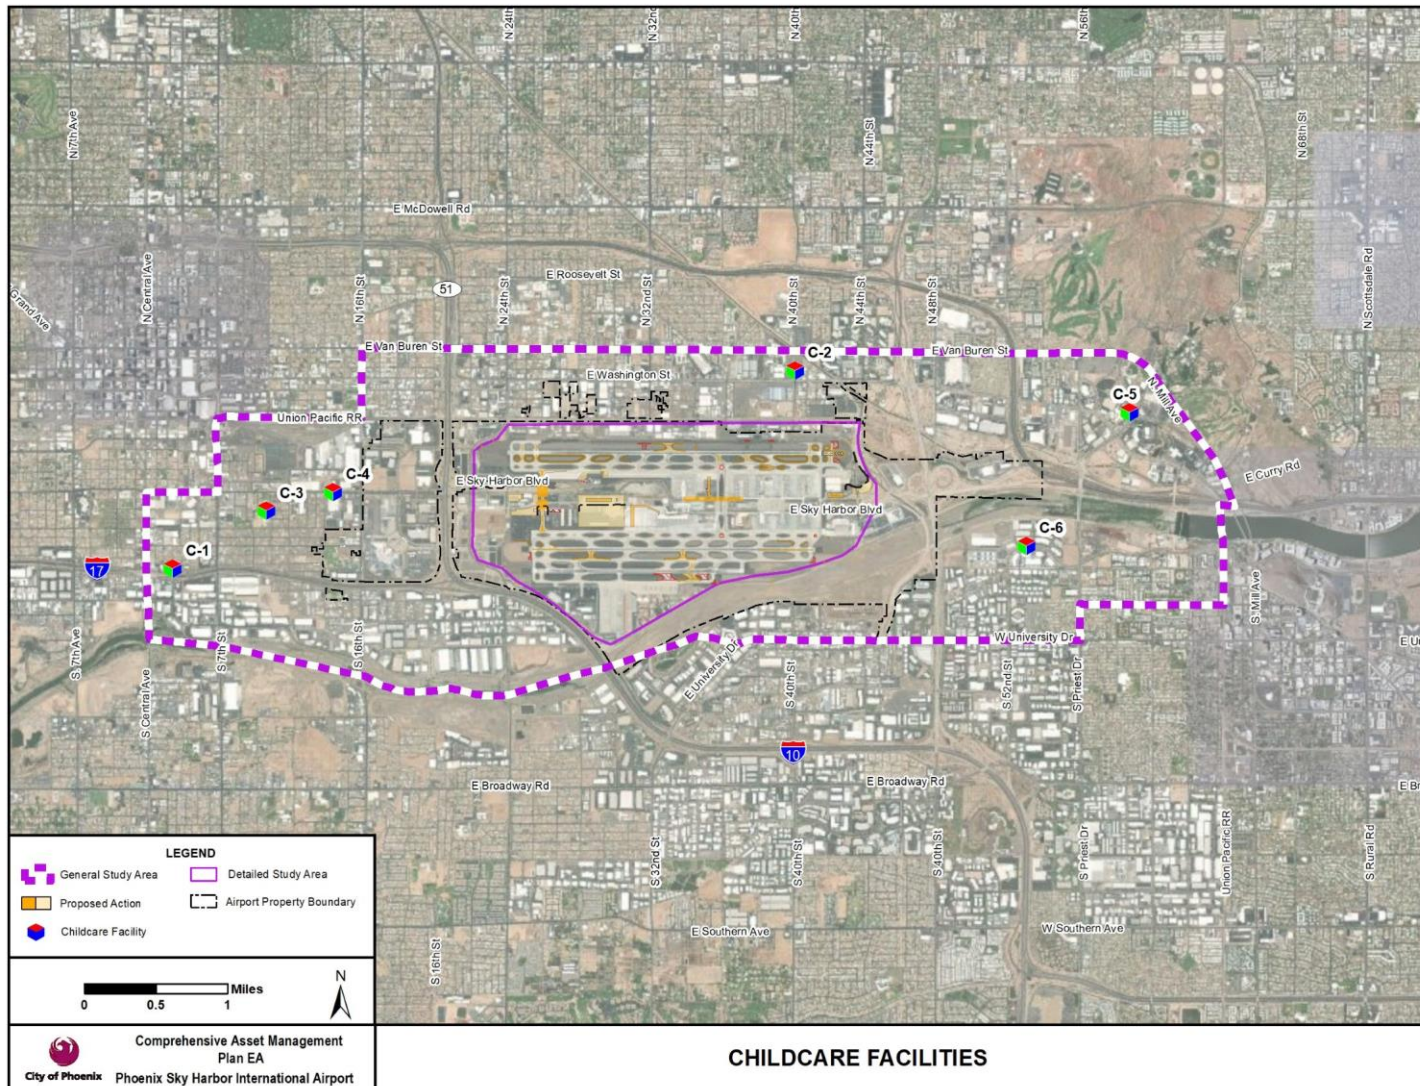 N 24th St
N 32nd St
N 40th St
N 56th St
N 7th Ave
N 44th St
N 68th St
E McDowell Rd
N Central Ave
N 16th St
51
E Roosevelt St
N 24th St
N 32nd St
N 40th St
N 44th St
N 48th St
N Scottsdale Rd
Grand Ave
E Van Buren St
C-2
E Van Buren St
E Washington St
N Mill Ave
C-5
Union Pacific RR
E Curry Rd
C-4
E Sky Harbor Blvd
C-3
E Sky Harbor Blvd
C-6
C-1
17
S 7th Ave
S Central Ave
S 7th St
S 16th St
E University Dr
S 40th St
W University Dr
S 52nd St
S Priest Dr
S Mill Ave
10
E Broadway Rd
E Broadway Rd
S 32nd St
S 40th St
S 40th St
S Priest Dr
Union Pacific RR
S Rural Rd
E Southern Ave
W Southern Ave
S 16th St
LEGEND
General Study Area
Detailed Study Area
Proposed Action
Airport Property Boundary
Childcare Facility
0 0.5 1 Miles
N
City of Phoenix
Comprehensive Asset Management
Plan EA
Phoenix Sky Harbor International Airport
CHILDCARE FACILITIES